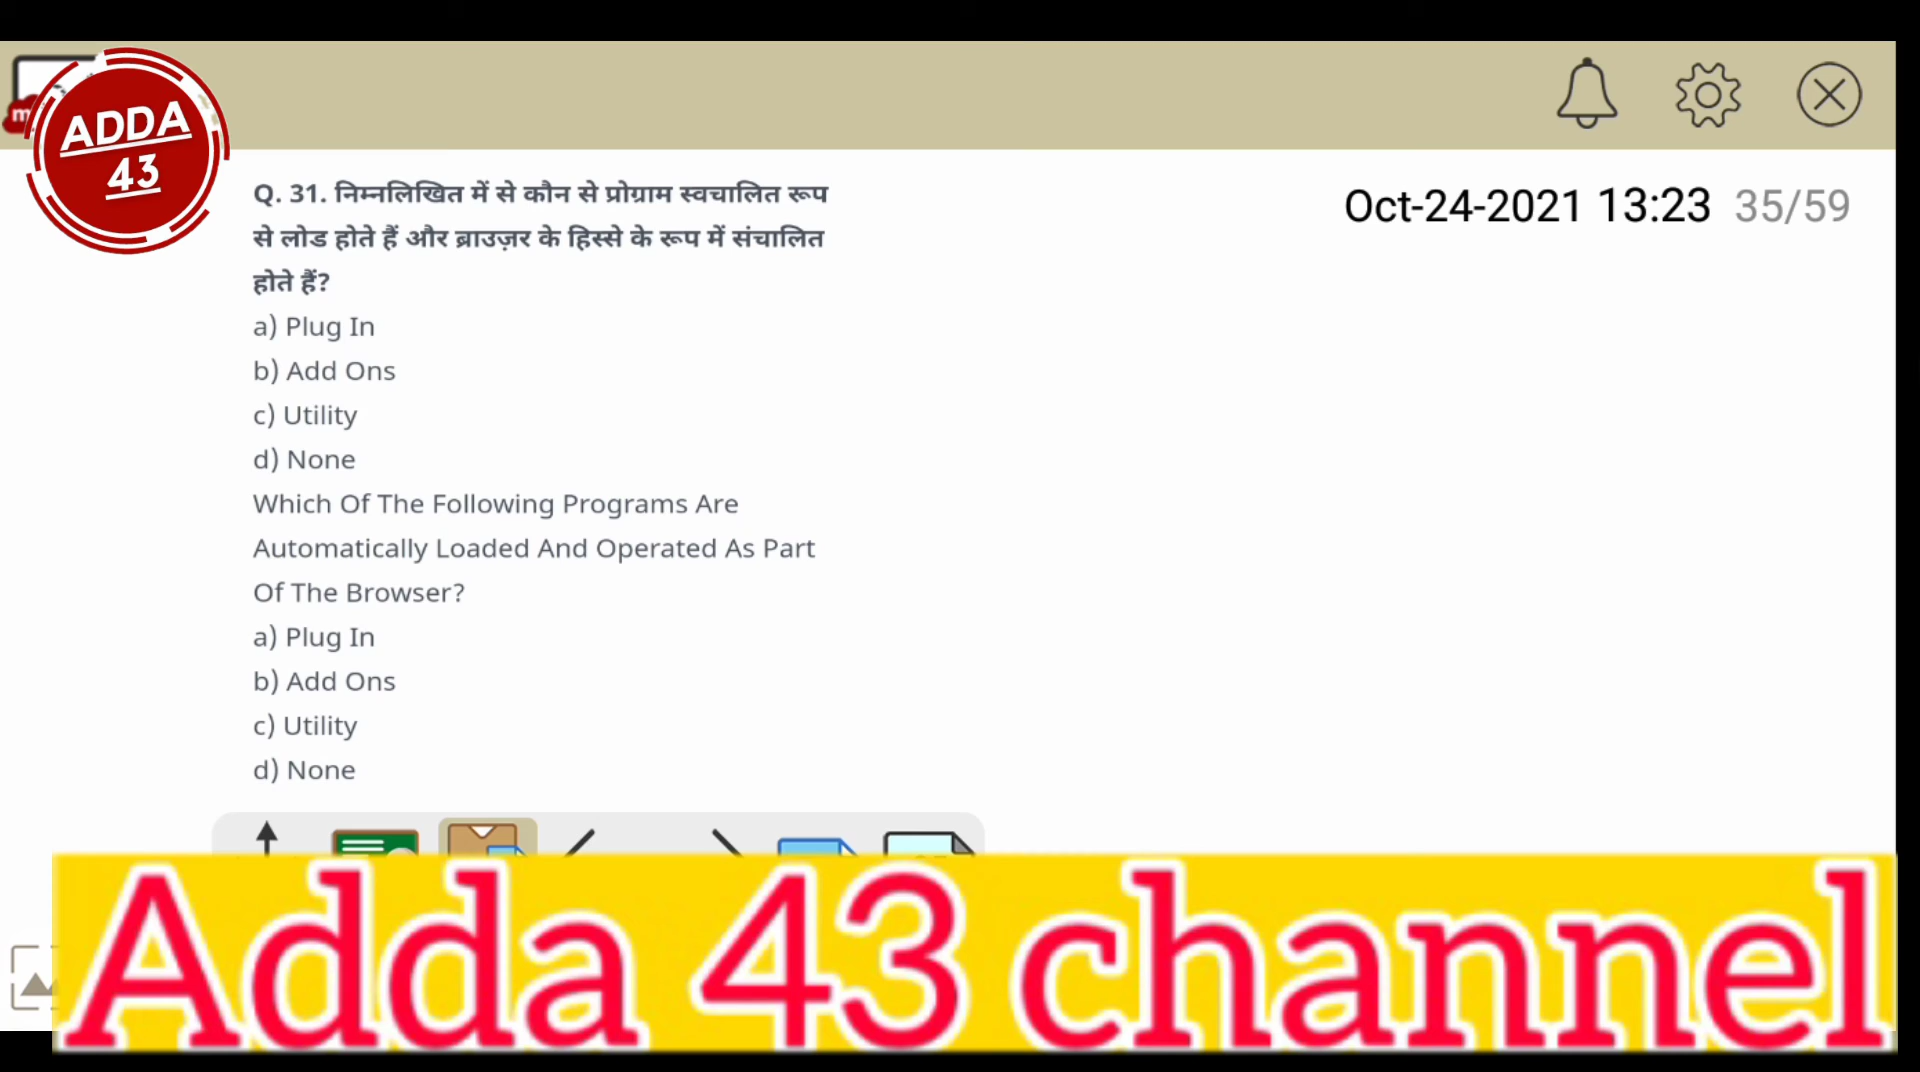 ADDA
43
Q. 31. निम्नलिखित में से कौन से प्रोग्राम स्वचालित रूप
से लोड होते हैं और ब्राउज़र के हिस्से के रूप में संचालित
होते हैं?
Oct-24-2021 13:23 35/59
a) Plug In
b) Add Ons
c) Utility
d) None
Which Of The Following Programs Are
Automatically Loaded And Operated As Part
Of The Browser?
a) Plug In
b) Add Ons
c) Utility
d) None
Adda 43 channel